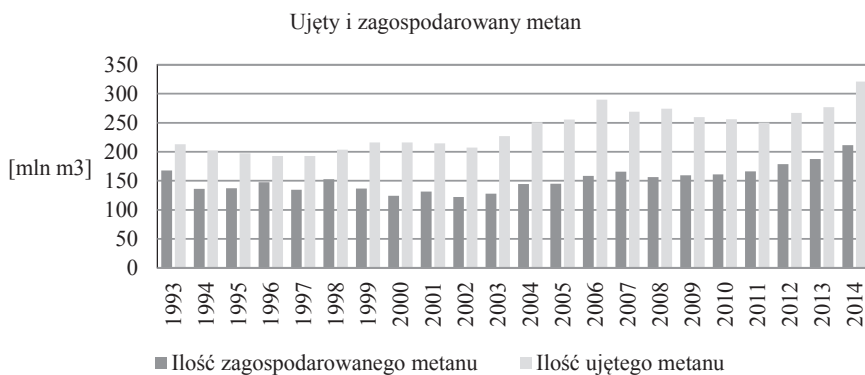 Ujęty i zagospodarowany metan
350
300
250
200
150
100
50
0
[mln m3]
1993 1994 1995 1996 1997 1998 1999 2000 2001 2002 2003 2004 2005 2006 2007 2008 2009 2010 2011 2012 2013 2014
Ilość zagospodarowanego metanu Ilość ujętego metanu